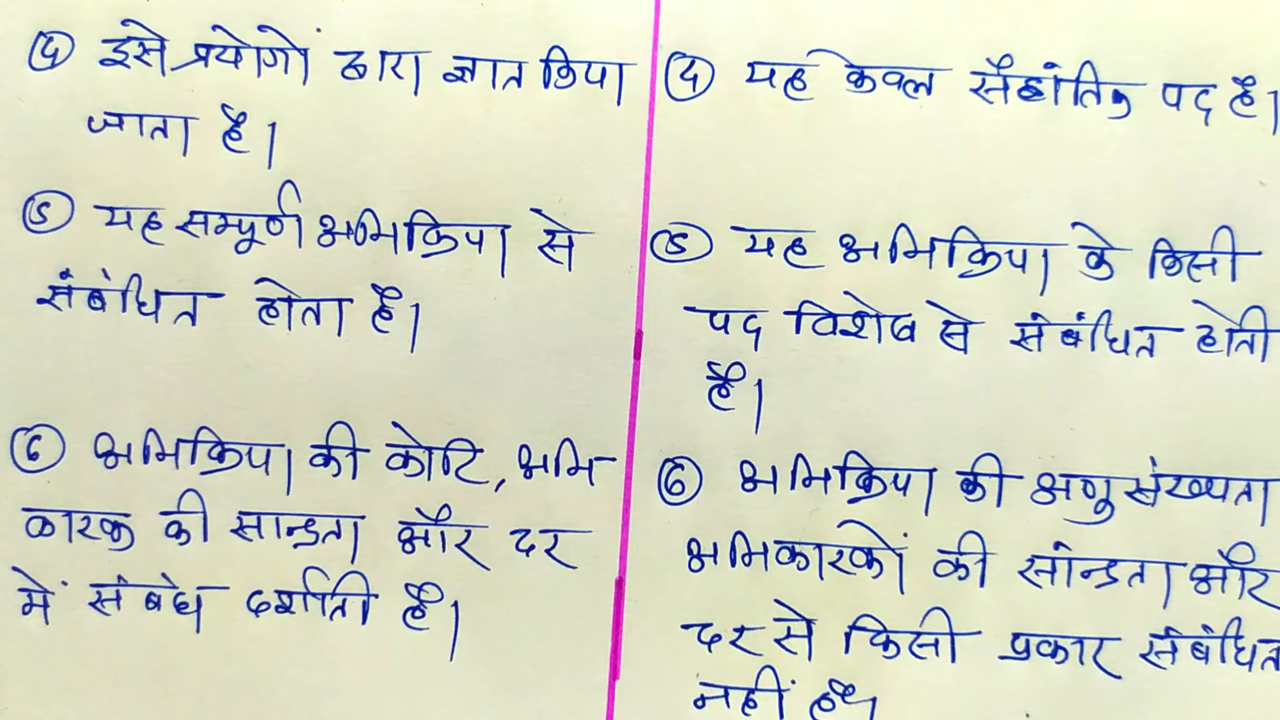 ④ इसे प्रयोगों द्वारा ज्ञात किया
जाता है।
⑤ यह सम्पूर्ण अभिक्रिया से
संबंधित होता है।
⑥ अभिक्रिया की कोटि, अभि-
कारक की सान्द्रता और दर
में संबंध दर्शाती है।
④ यह केवल सैद्धांतिक पद है।
⑤ यह अभिक्रिया के किसी
पद विशेष से संबंधित होती
है।
⑥ अभिक्रिया की अणुसंख्यता
अभिकारकों की सांन्द्रता और
दर से किसी प्रकार संबंधित
नहीं